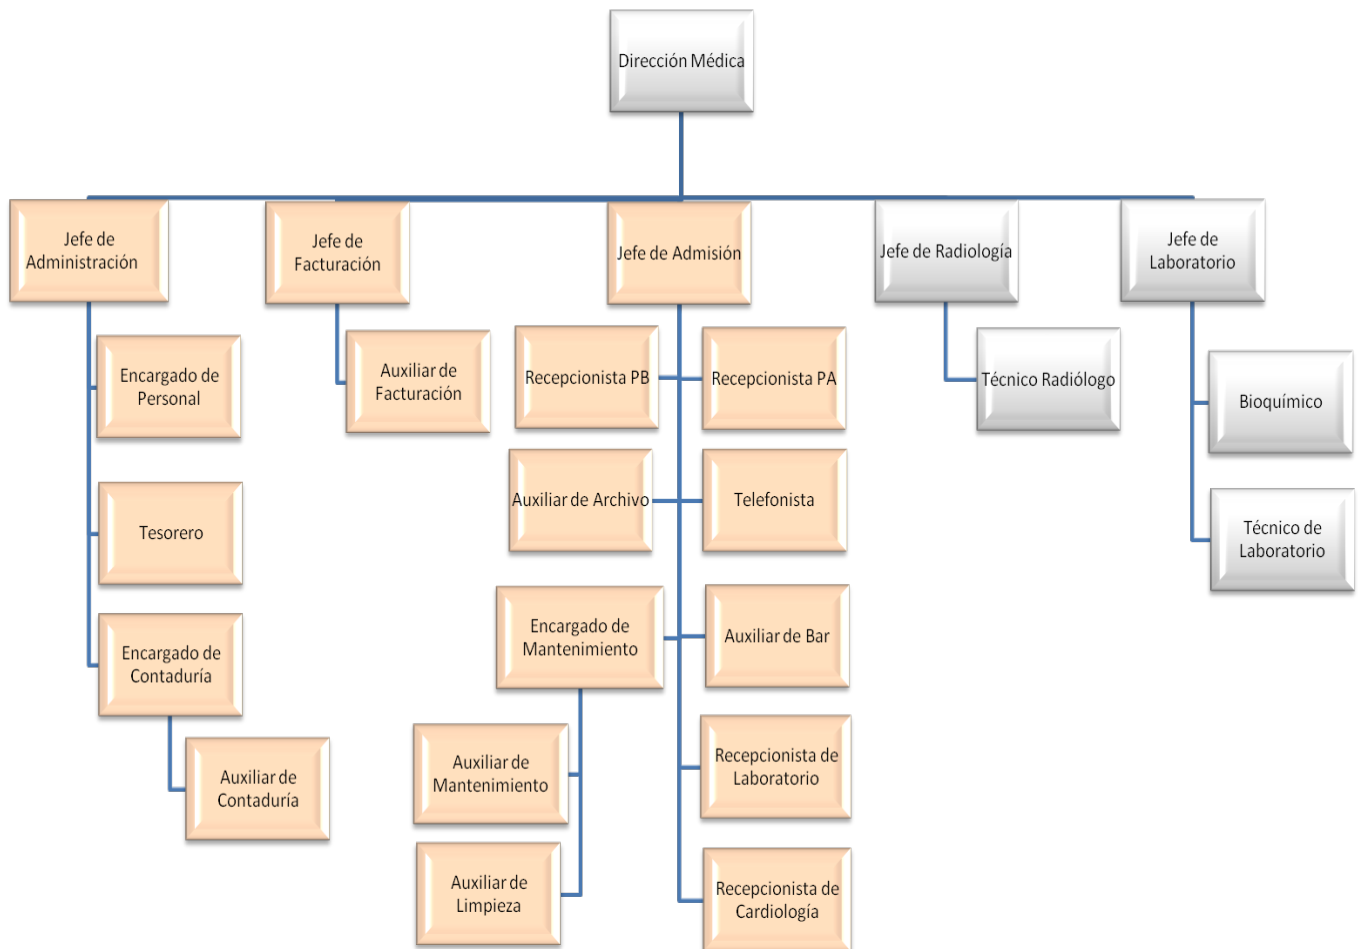 Dirección Médica
Jefe de
Administración
Jefe de
Facturación
Jefe de Admisión
Jefe de Radiología
Jefe de
Laboratorio
Encargado de
Personal
Auxiliar de
Facturación
Recepcionista PB
Recepcionista PA
Técnico Radiólogo
Bioquímico
Tesorero
Auxiliar de Archivo
Telefonista
Técnico de
Laboratorio
Encargado de
Contaduría
Encargado de
Mantenimiento
Auxiliar de Bar
Auxiliar de
Contaduría
Auxiliar de
Mantenimiento
Recepcionista de
Laboratorio
Auxiliar de
Limpieza
Recepcionista de
Cardiología